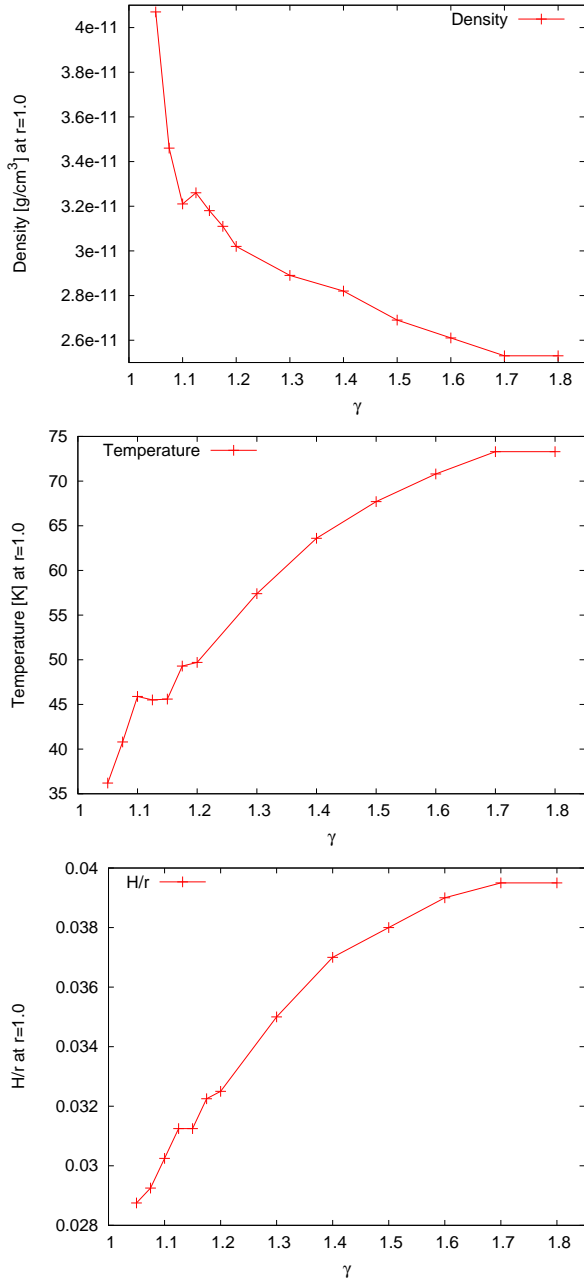 Density [g/cm³] at r=1.0
4e-11
3.8e-11
3.6e-11
3.4e-11
3.2e-11
3e-11
2.8e-11
2.6e-11
Density
1 1.1 1.2 1.3 1.4 1.5 1.6 1.7 1.8
γ
Temperature [K] at r=1.0
75
70
65
60
55
50
45
40
35
Temperature
1 1.1 1.2 1.3 1.4 1.5 1.6 1.7 1.8
γ
H/r at r=1.0
0.04
0.038
0.036
0.034
0.032
0.03
0.028
H/r
1 1.1 1.2 1.3 1.4 1.5 1.6 1.7 1.8
γ